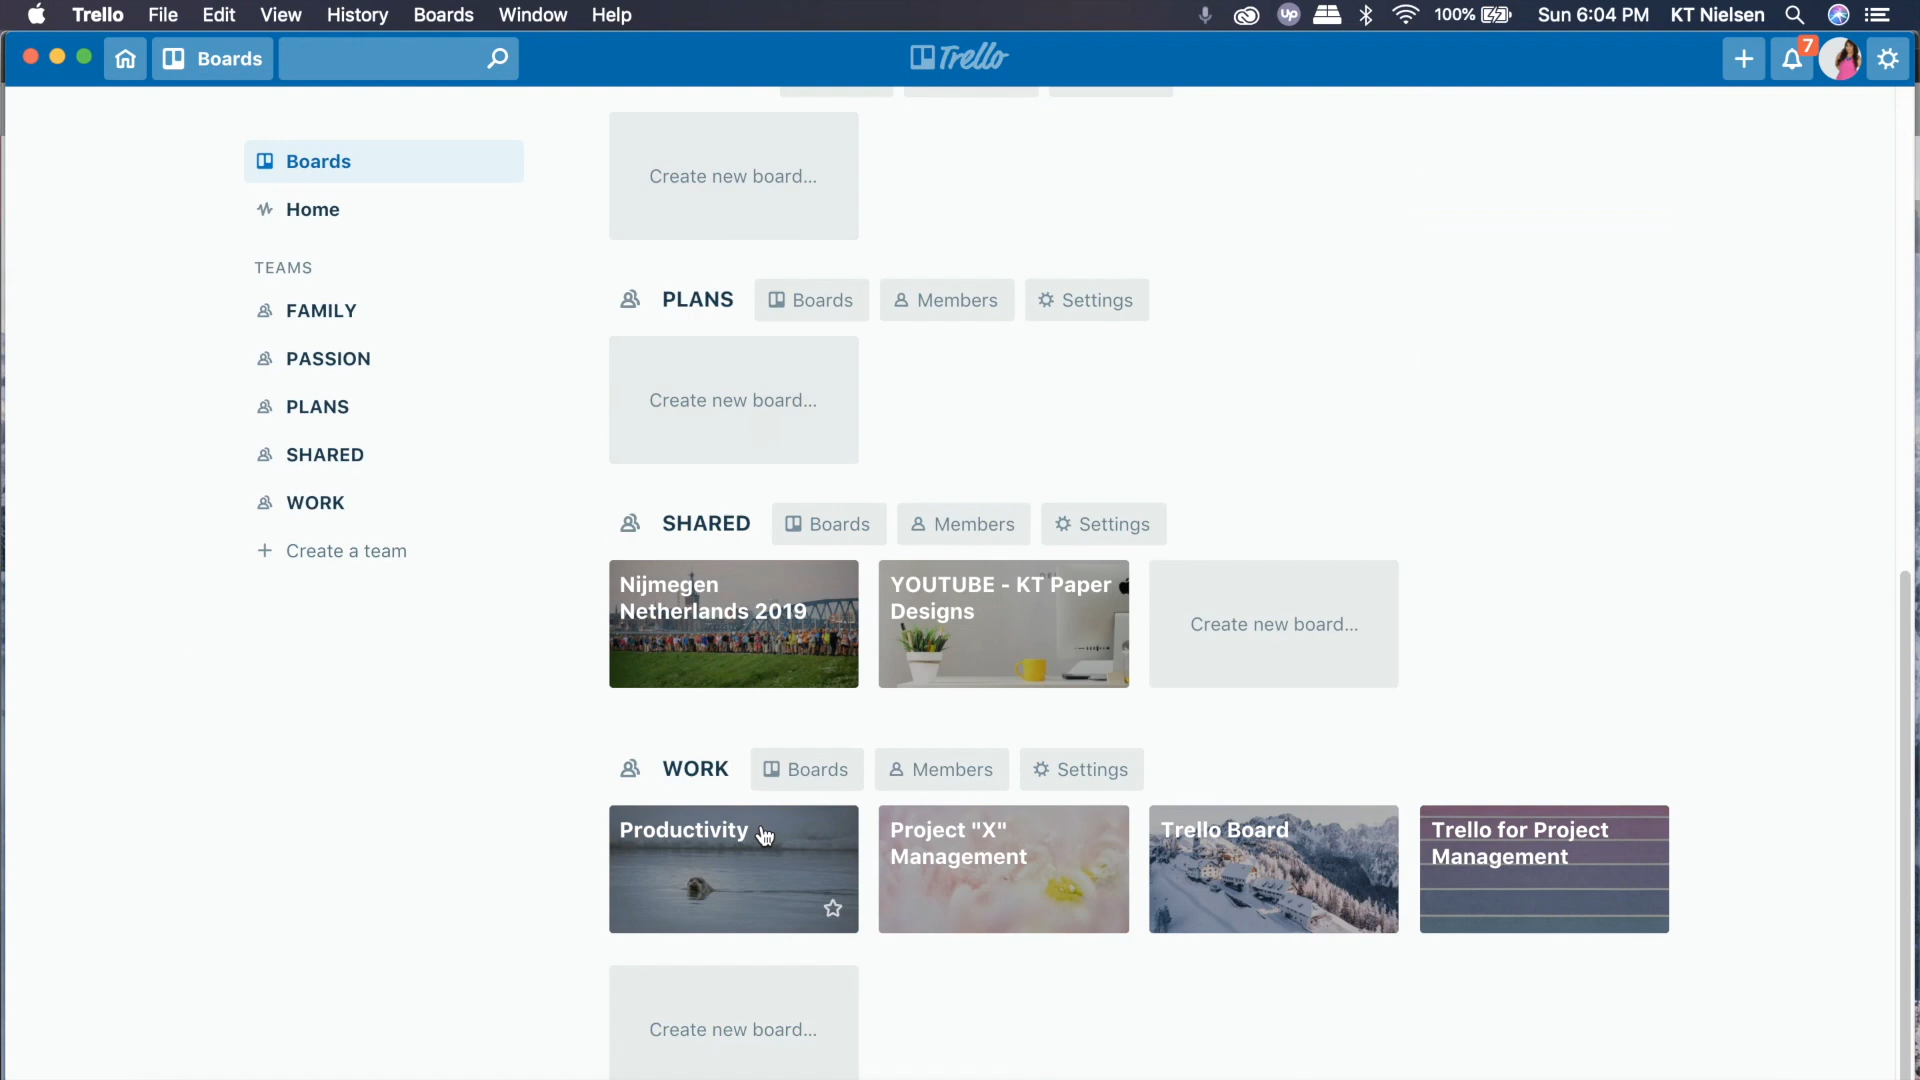 Trello File Edit View History Boards Window Help
100% Sun 6:04 PM KT Nielsen
Boards
Trello
7
Boards
Home
TEAMS
FAMILY
PASSION
PLANS
SHARED
WORK
Create a team
Create new board...
PLANS Boards Members Settings
Create new board...
SHARED Boards Members Settings
Nijmegen
Netherlands 2019
YOUTUBE - KT Paper
Designs
Create new board...
WORK Boards Members Settings
Productivity
Project "X"
Management
Trello Board
Trello for Project
Management
Create new board...